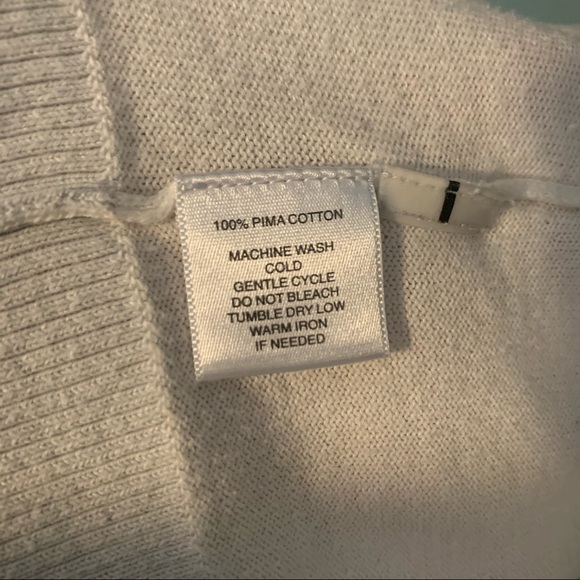 100% PIMA COTTON
MACHINE WASH
COLD
GENTLE CYCLE
DO NOT BLEACH
TUMBLE DRY LOW
WARM IRON
IF NEEDED